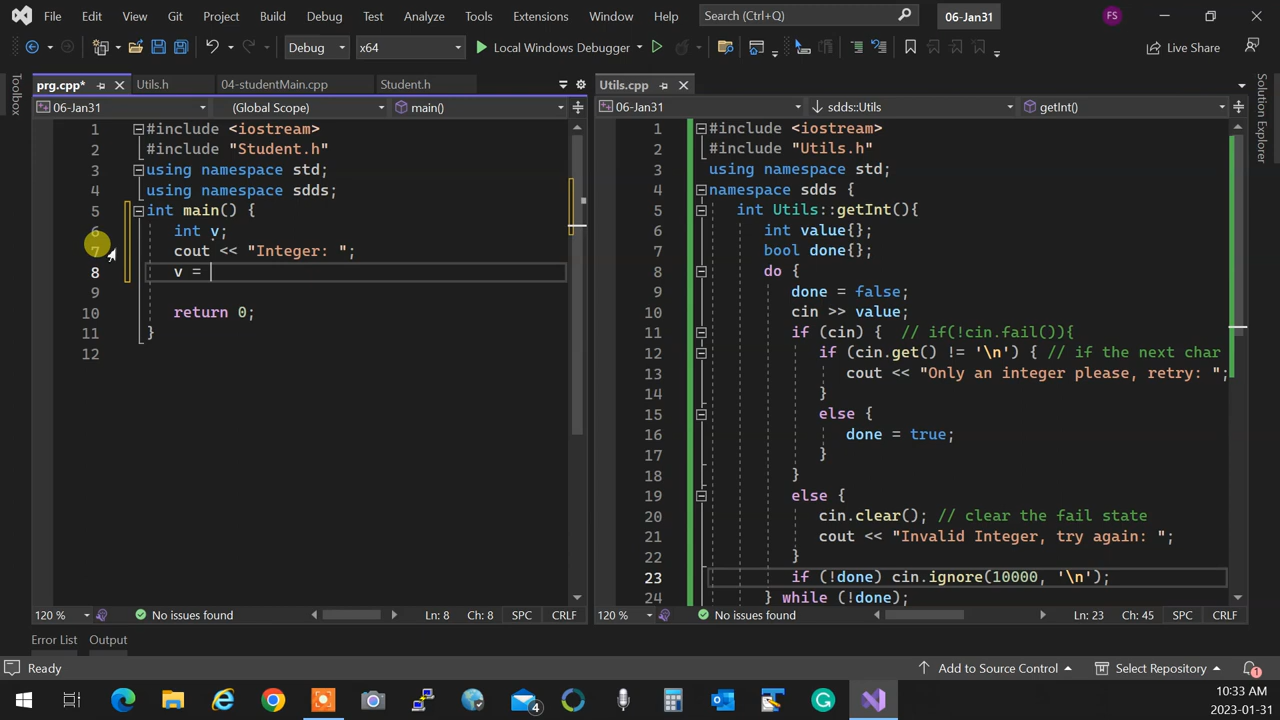 File Edit View Git Project Build Debug Test Analyze Tools Extensions Window Help Search (Ctrl+Q) 06-Jan31 FS
Debug x64 Local Windows Debugger Live Share
Toolbox
prg.cpp* Utils.h 04-studentMain.cpp Student.h
06-Jan31 (Global Scope) main()
1 #include <iostream>
2 #include "Student.h"
3 using namespace std;
4 using namespace sdds;
5 int main() {
6 int v;
7 cout << "Integer: ";
8 v =
9
10 return 0;
11 }
12
120 % No issues found Ln: 8 Ch: 8 SPC CRLF
Utils.cpp
06-Jan31 sdds::Utils getInt()
1 #include <iostream>
2 #include "Utils.h"
3 using namespace std;
4 namespace sdds {
5 int Utils::getInt(){
6 int value{};
7 bool done{};
8 do {
9 done = false;
10 cin >> value;
11 if (cin) { // if(!cin.fail()){
12 if (cin.get() != '\n') { // if the next char
13 cout << "Only an integer please, retry: ";
14 }
15 else {
16 done = true;
17 }
18 }
19 else {
20 cin.clear(); // clear the fail state
21 cout << "Invalid Integer, try again: ";
22 }
23 if (!done) cin.ignore(10000, '\n');
24 } while (!done);
120 % No issues found Ln: 23 Ch: 45 SPC CRLF
Solution Explorer
Error List Output
Ready Add to Source Control Select Repository 1
4
10:33 AM
2023-01-31